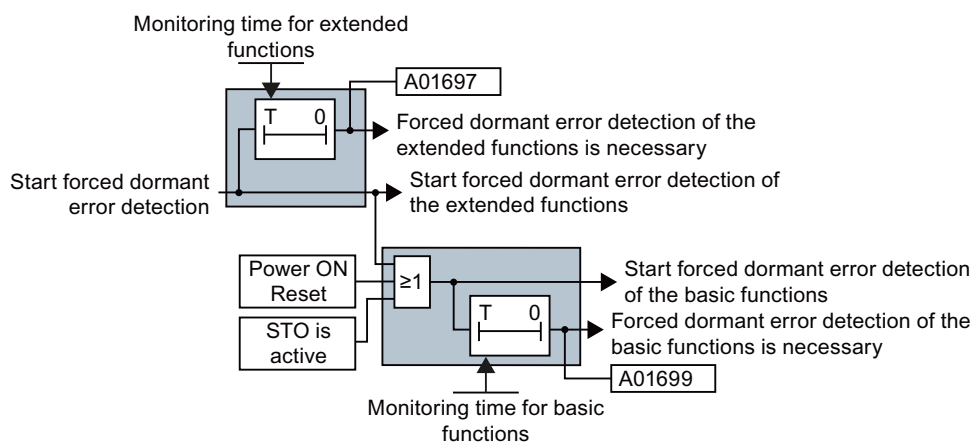 Monitoring time for extended
functions
A01697
T 0
Forced dormant error detection of the
extended functions is necessary
Start forced dormant
error detection
Start forced dormant error detection of
the extended functions
Power ON
Reset
≥1
Start forced dormant error detection
of the basic functions
T 0
STO is
active
Forced dormant error detection of the
basic functions is necessary
A01699
Monitoring time for basic
functions